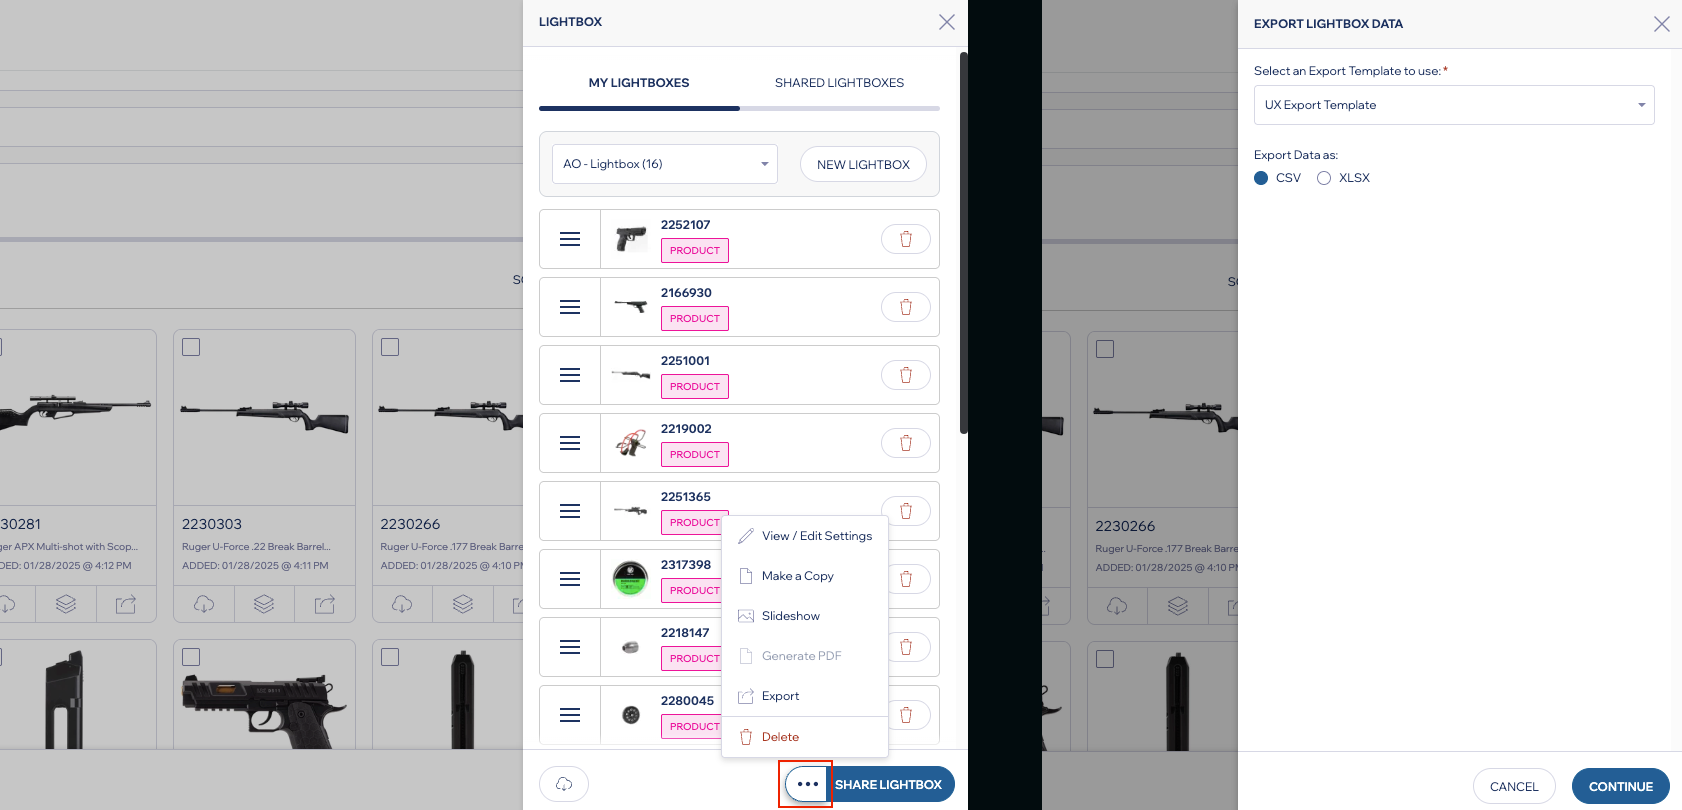 LIGHTBOX
MY LIGHTBOXES
SHARED LIGHTBOXES
AO - Lightbox (16)
NEW LIGHTBOX
2252107
PRODUCT
2166930
PRODUCT
2251001
PRODUCT
2219002
PRODUCT
2251365
PRODUCT
2317398
PRODUCT
2218147
PRODUCT
2280045
PRODUCT
View / Edit Settings
Make a Copy
Slideshow
Generate PDF
Export
Delete
SHARE LIGHTBOX
SO
30281
ger APX Multi-shot with Scop...
DED: 01/28/2025 @ 4:12 PM
2230303
Ruger U-Force .22 Break Barrel...
ADDED: 01/28/2025 @ 4:11 PM
2230266
Ruger U-Force .177 Break Barre
ADDED: 01/28/2025 @ 4:10 PM
EXPORT LIGHTBOX DATA
Select an Export Template to use:*
UX Export Template
Export Data as:
CSV
XLSX
CANCEL
CONTINUE
SC
...
PM
2230266
Ruger U-Force .177 Break Barre
ADDED: 01/28/2025 @ 4:10 PM